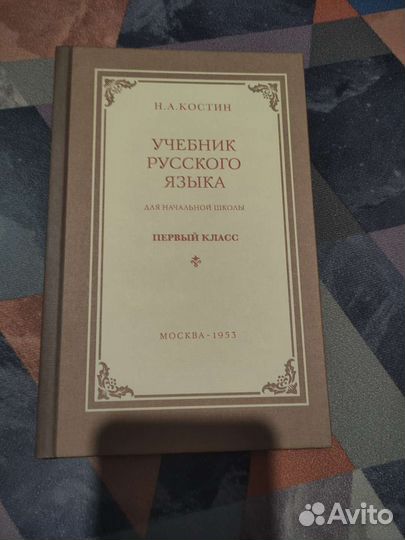 Н.А.КОСТИН
УЧЕБНИК
РУССКОГО
ЯЗЫКА
ДЛЯ НАЧАЛЬНОЙ ШКОЛЫ
ПЕРВЫЙ КЛАСС
МОСКВА - 1953
Avito